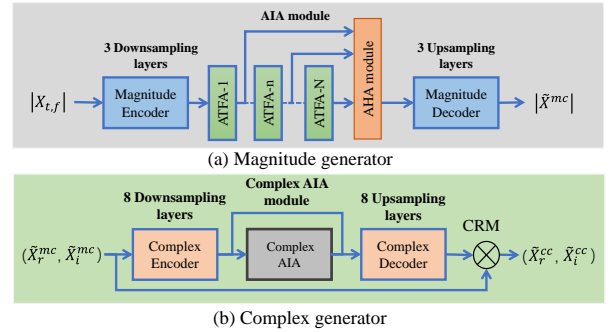 AIA module
3 Downsampling layers
3 Upsampling layers
|X_{t,f}|
Magnitude Encoder
ATFA-1
ATFA-n
ATFA-N
AHA module
Magnitude Decoder
|X̃^{mc}|
(a) Magnitude generator
8 Downsampling layers
Complex AIA module
8 Upsampling layers
CRM
(X̃_r^{mc}, X̃_i^{mc})
Complex Encoder
Complex AIA
Complex Decoder
(X̃_r^{cc}, X̃_i^{cc})
(b) Complex generator